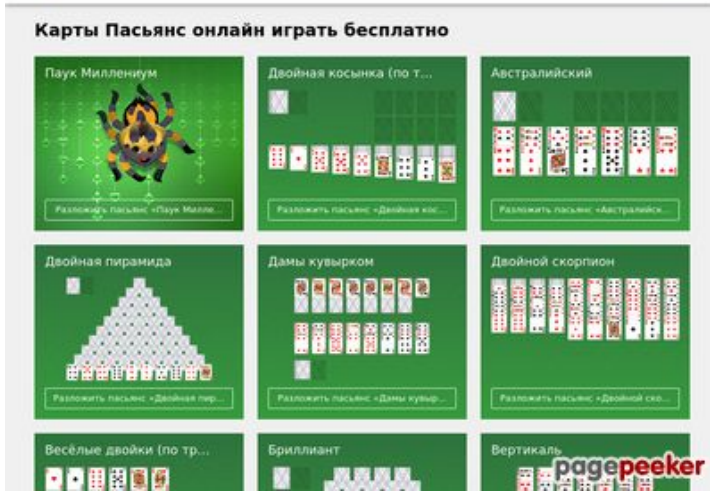 Карты Пасьянс онлайн играть бесплатно
Паук Миллениум
Двойная косынка (по т...
Австралийский
Разложить пасьянс «Паук Милле...
Разложить пасьянс «Двойная кос...
Разложить пасьянс «Австралийск...
Двойная пирамида
Дамы кувырком
Двойной скорпион
Разложить пасьянс «Двойная пир...
Разложить пасьянс «Дамы кувыр...
Разложить пасьянс «Двойной ско...
Весёлые двойки (по тр...
Бриллиант
Вертикаль
pagepeeker